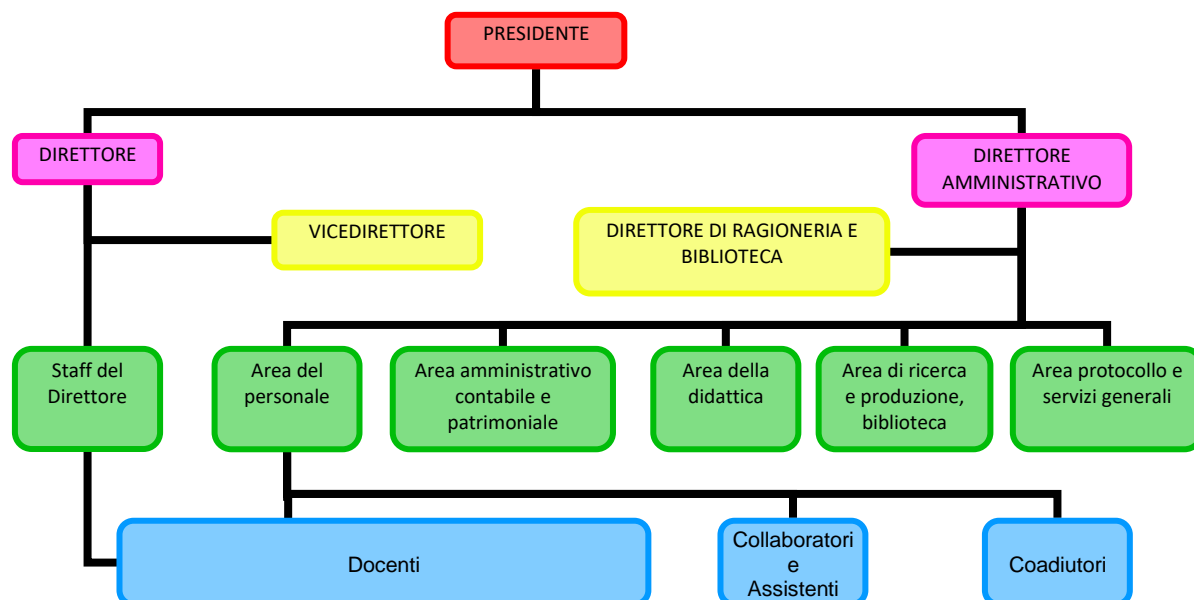 PRESIDENTE
DIRETTORE
DIRETTORE
AMMINISTRATIVO
VICEDIRETTORE
DIRETTORE DI RAGIONERIA E
BIBLIOTECA
Staff del
Direttore
Area del
personale
Area amministrativo
contabile e
patrimoniale
Area della
didattica
Area di ricerca
e produzione,
biblioteca
Area protocollo e
servizi generali
Docenti
Collaboratori
e
Assistenti
Coadiutori